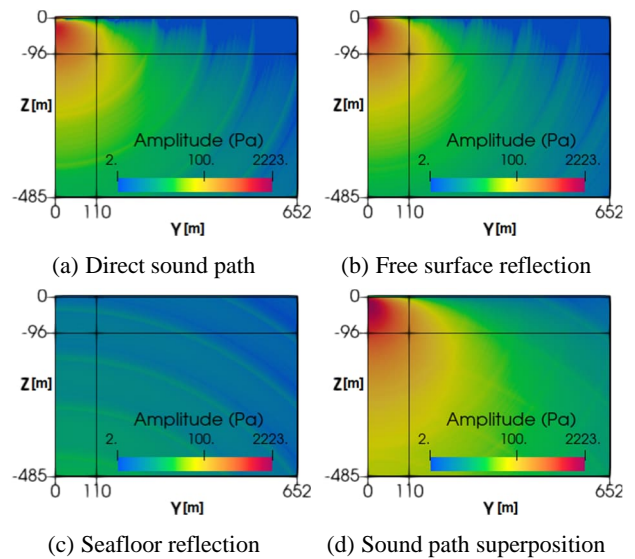 0
-96
Z[m]
Amplitude (Pa)
2. 100. 2223.
-485
0 110 652
Y[m]
(a) Direct sound path
0
-96
Z[m]
Amplitude (Pa)
2. 100. 2223.
-485
0 110 652
Y[m]
(b) Free surface reflection
0
-96
Z[m]
Amplitude (Pa)
2. 100. 2223.
-485
0 110 652
Y[m]
(c) Seafloor reflection
0
-96
Z[m]
Amplitude (Pa)
2. 100. 2223.
-485
0 110 652
Y[m]
(d) Sound path superposition